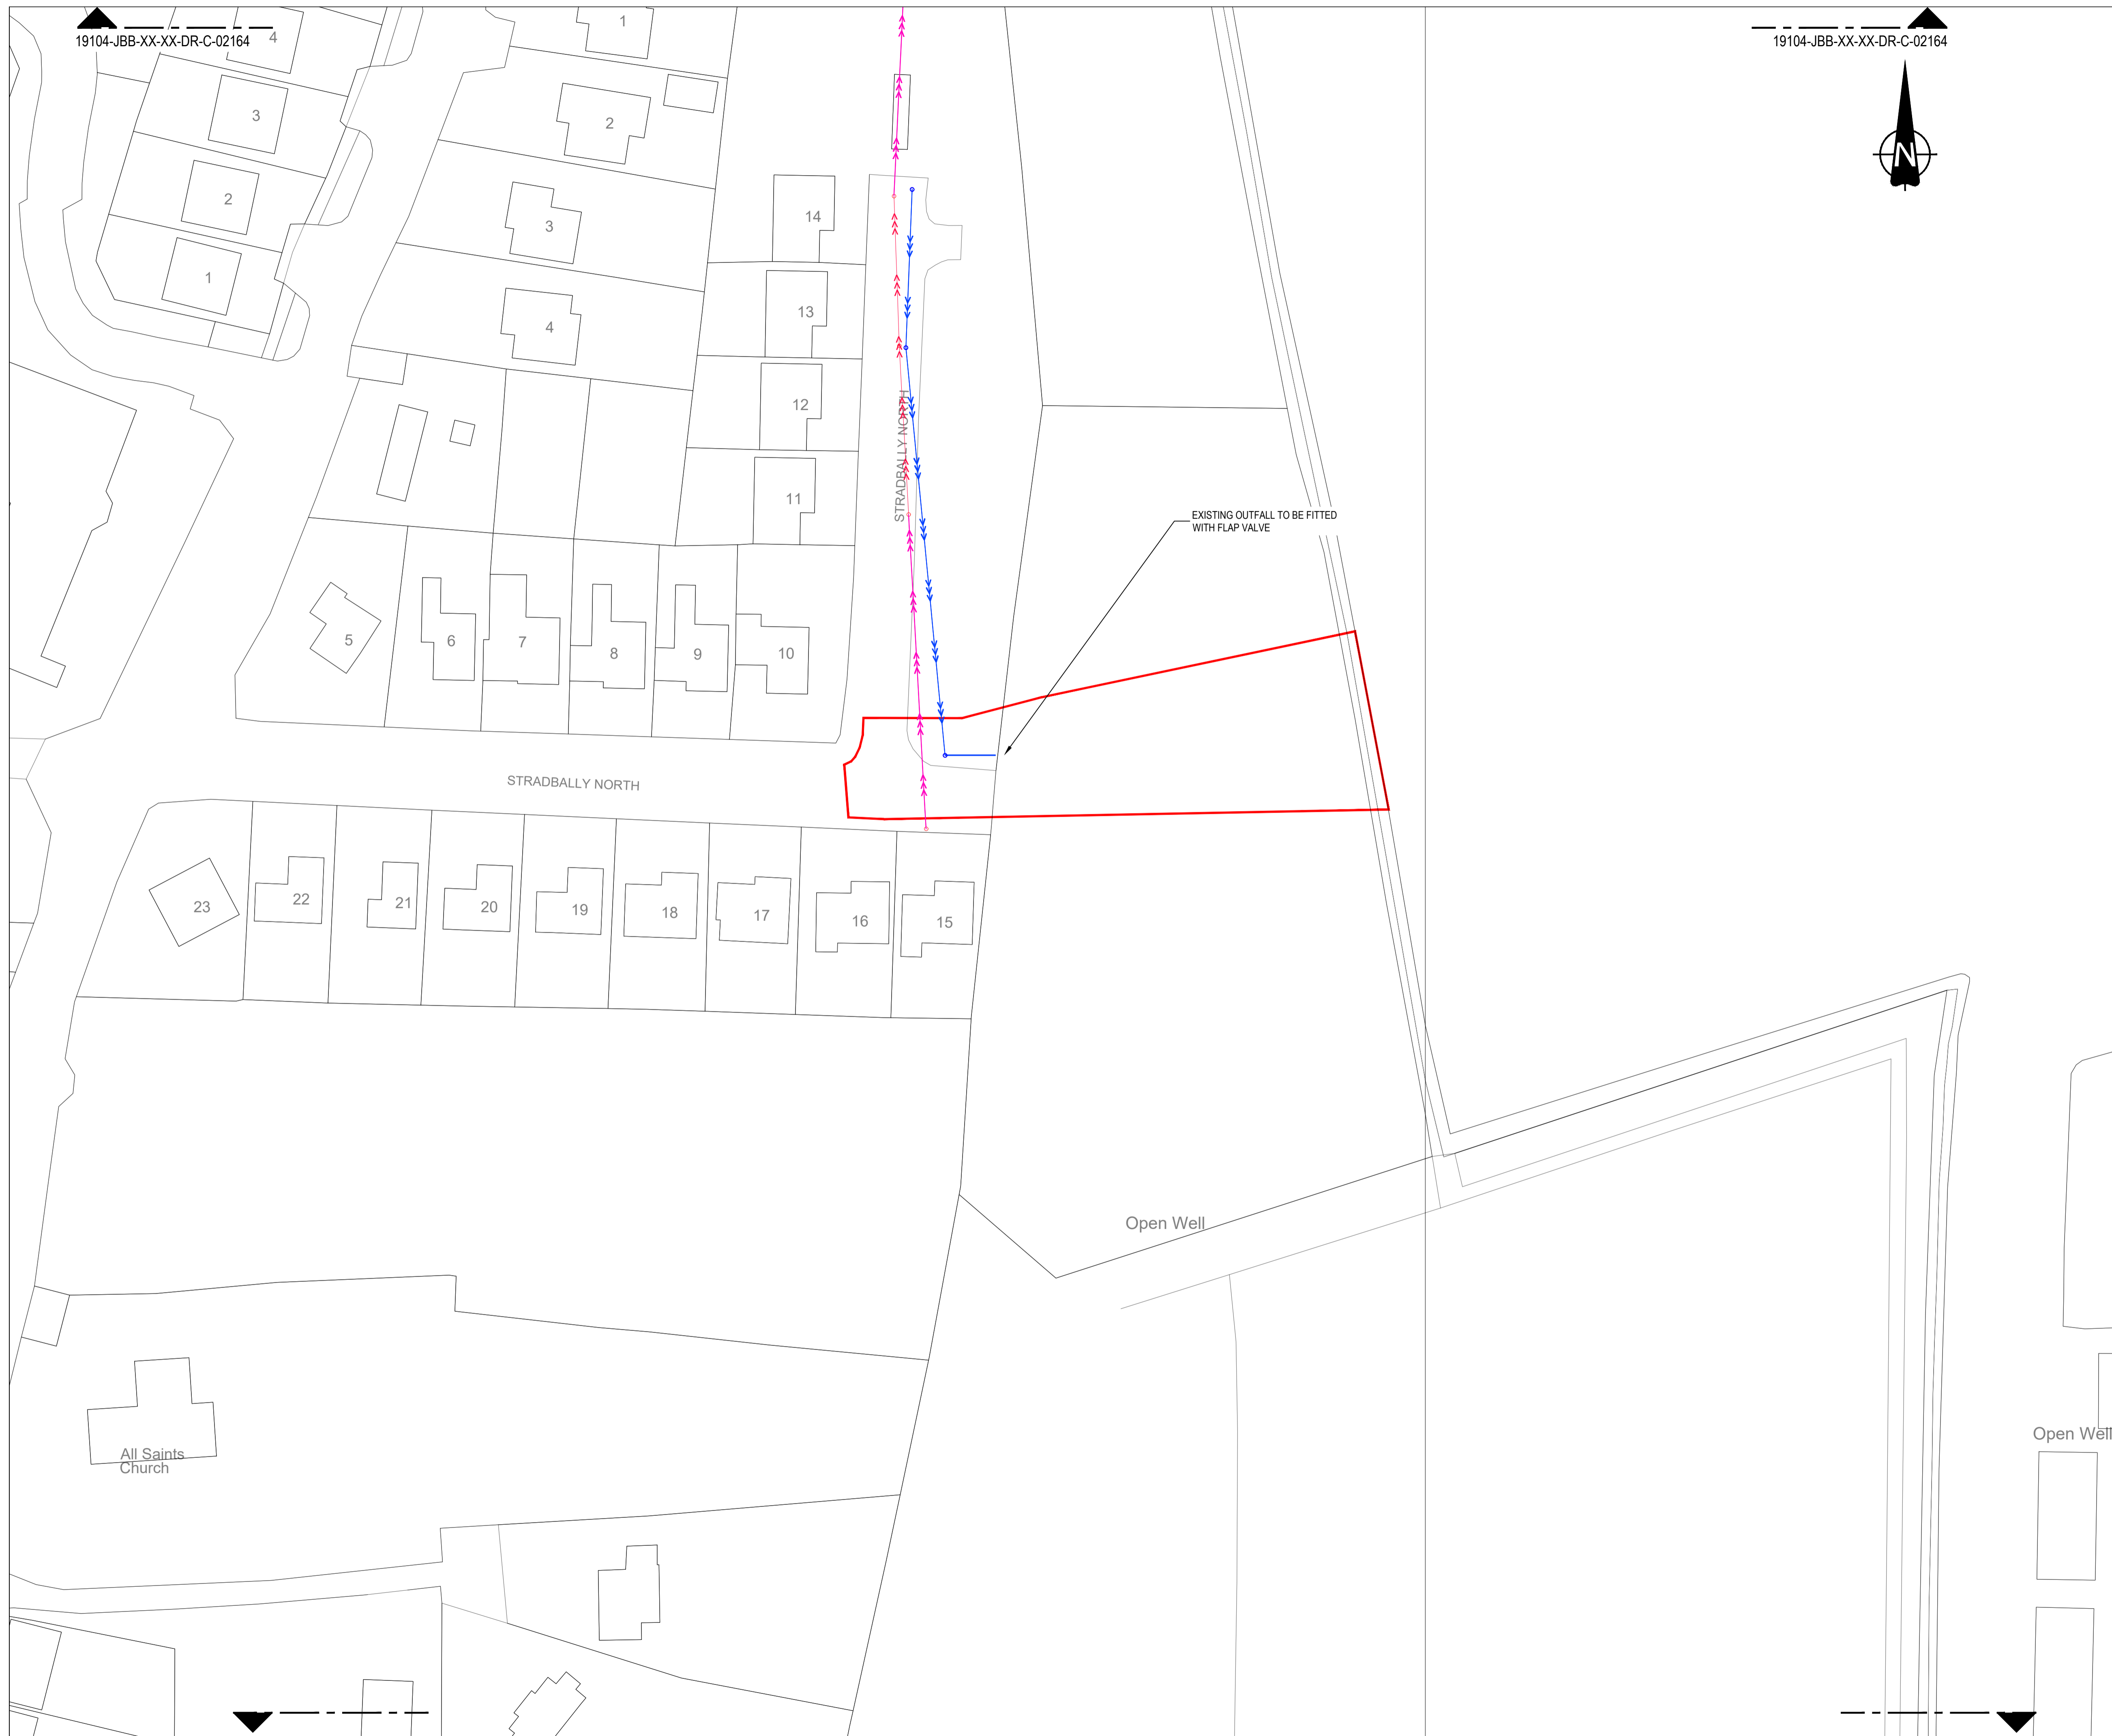 19104-JBB-XX-XX-DR-C-02164
19104-JBB-XX-XX-DR-C-02164
N
4
3
2
1
1
2
3
4
14
13
12
11
STRADBALLY NORTH
EXISTING OUTFALL TO BE FITTED
WITH FLAP VALVE
5
6
7
8
9
10
STRADBALLY NORTH
23
22
21
20
19
18
17
16
15
Open Well
Open Well
All Saints
Church